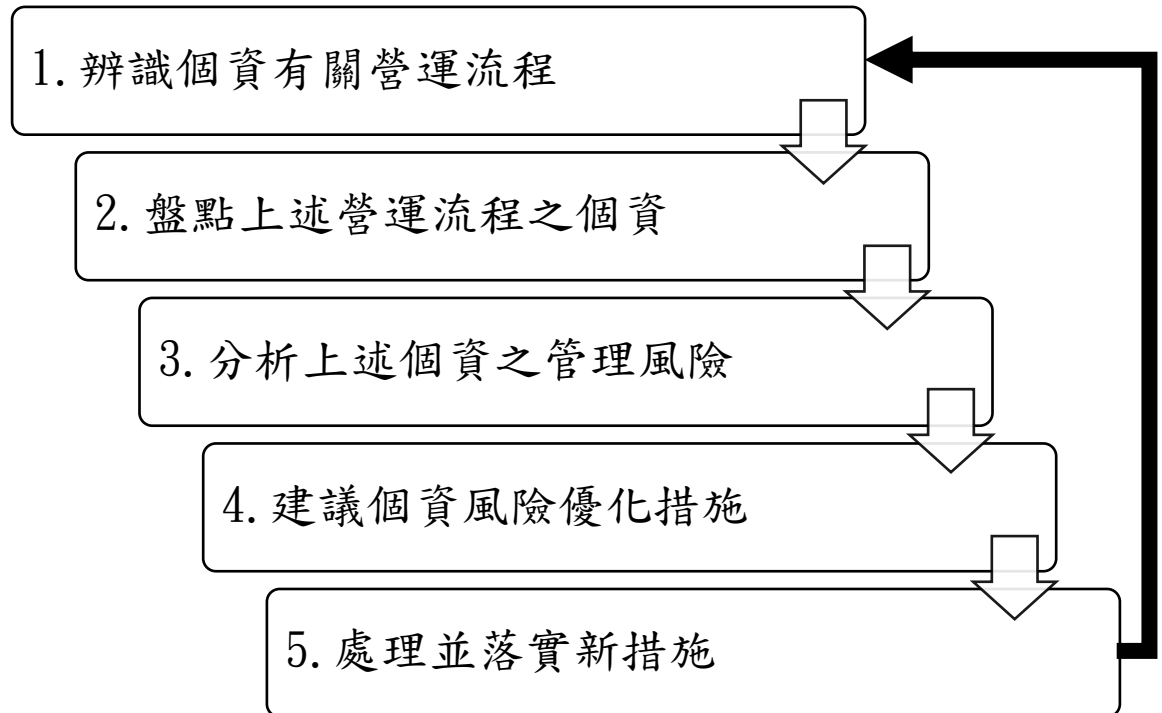 1.辨識個資有關營運流程
2.盤點上述營運流程之個資
3.分析上述個資之管理風險
4.建議個資風險優化措施
5.處理並落實新措施